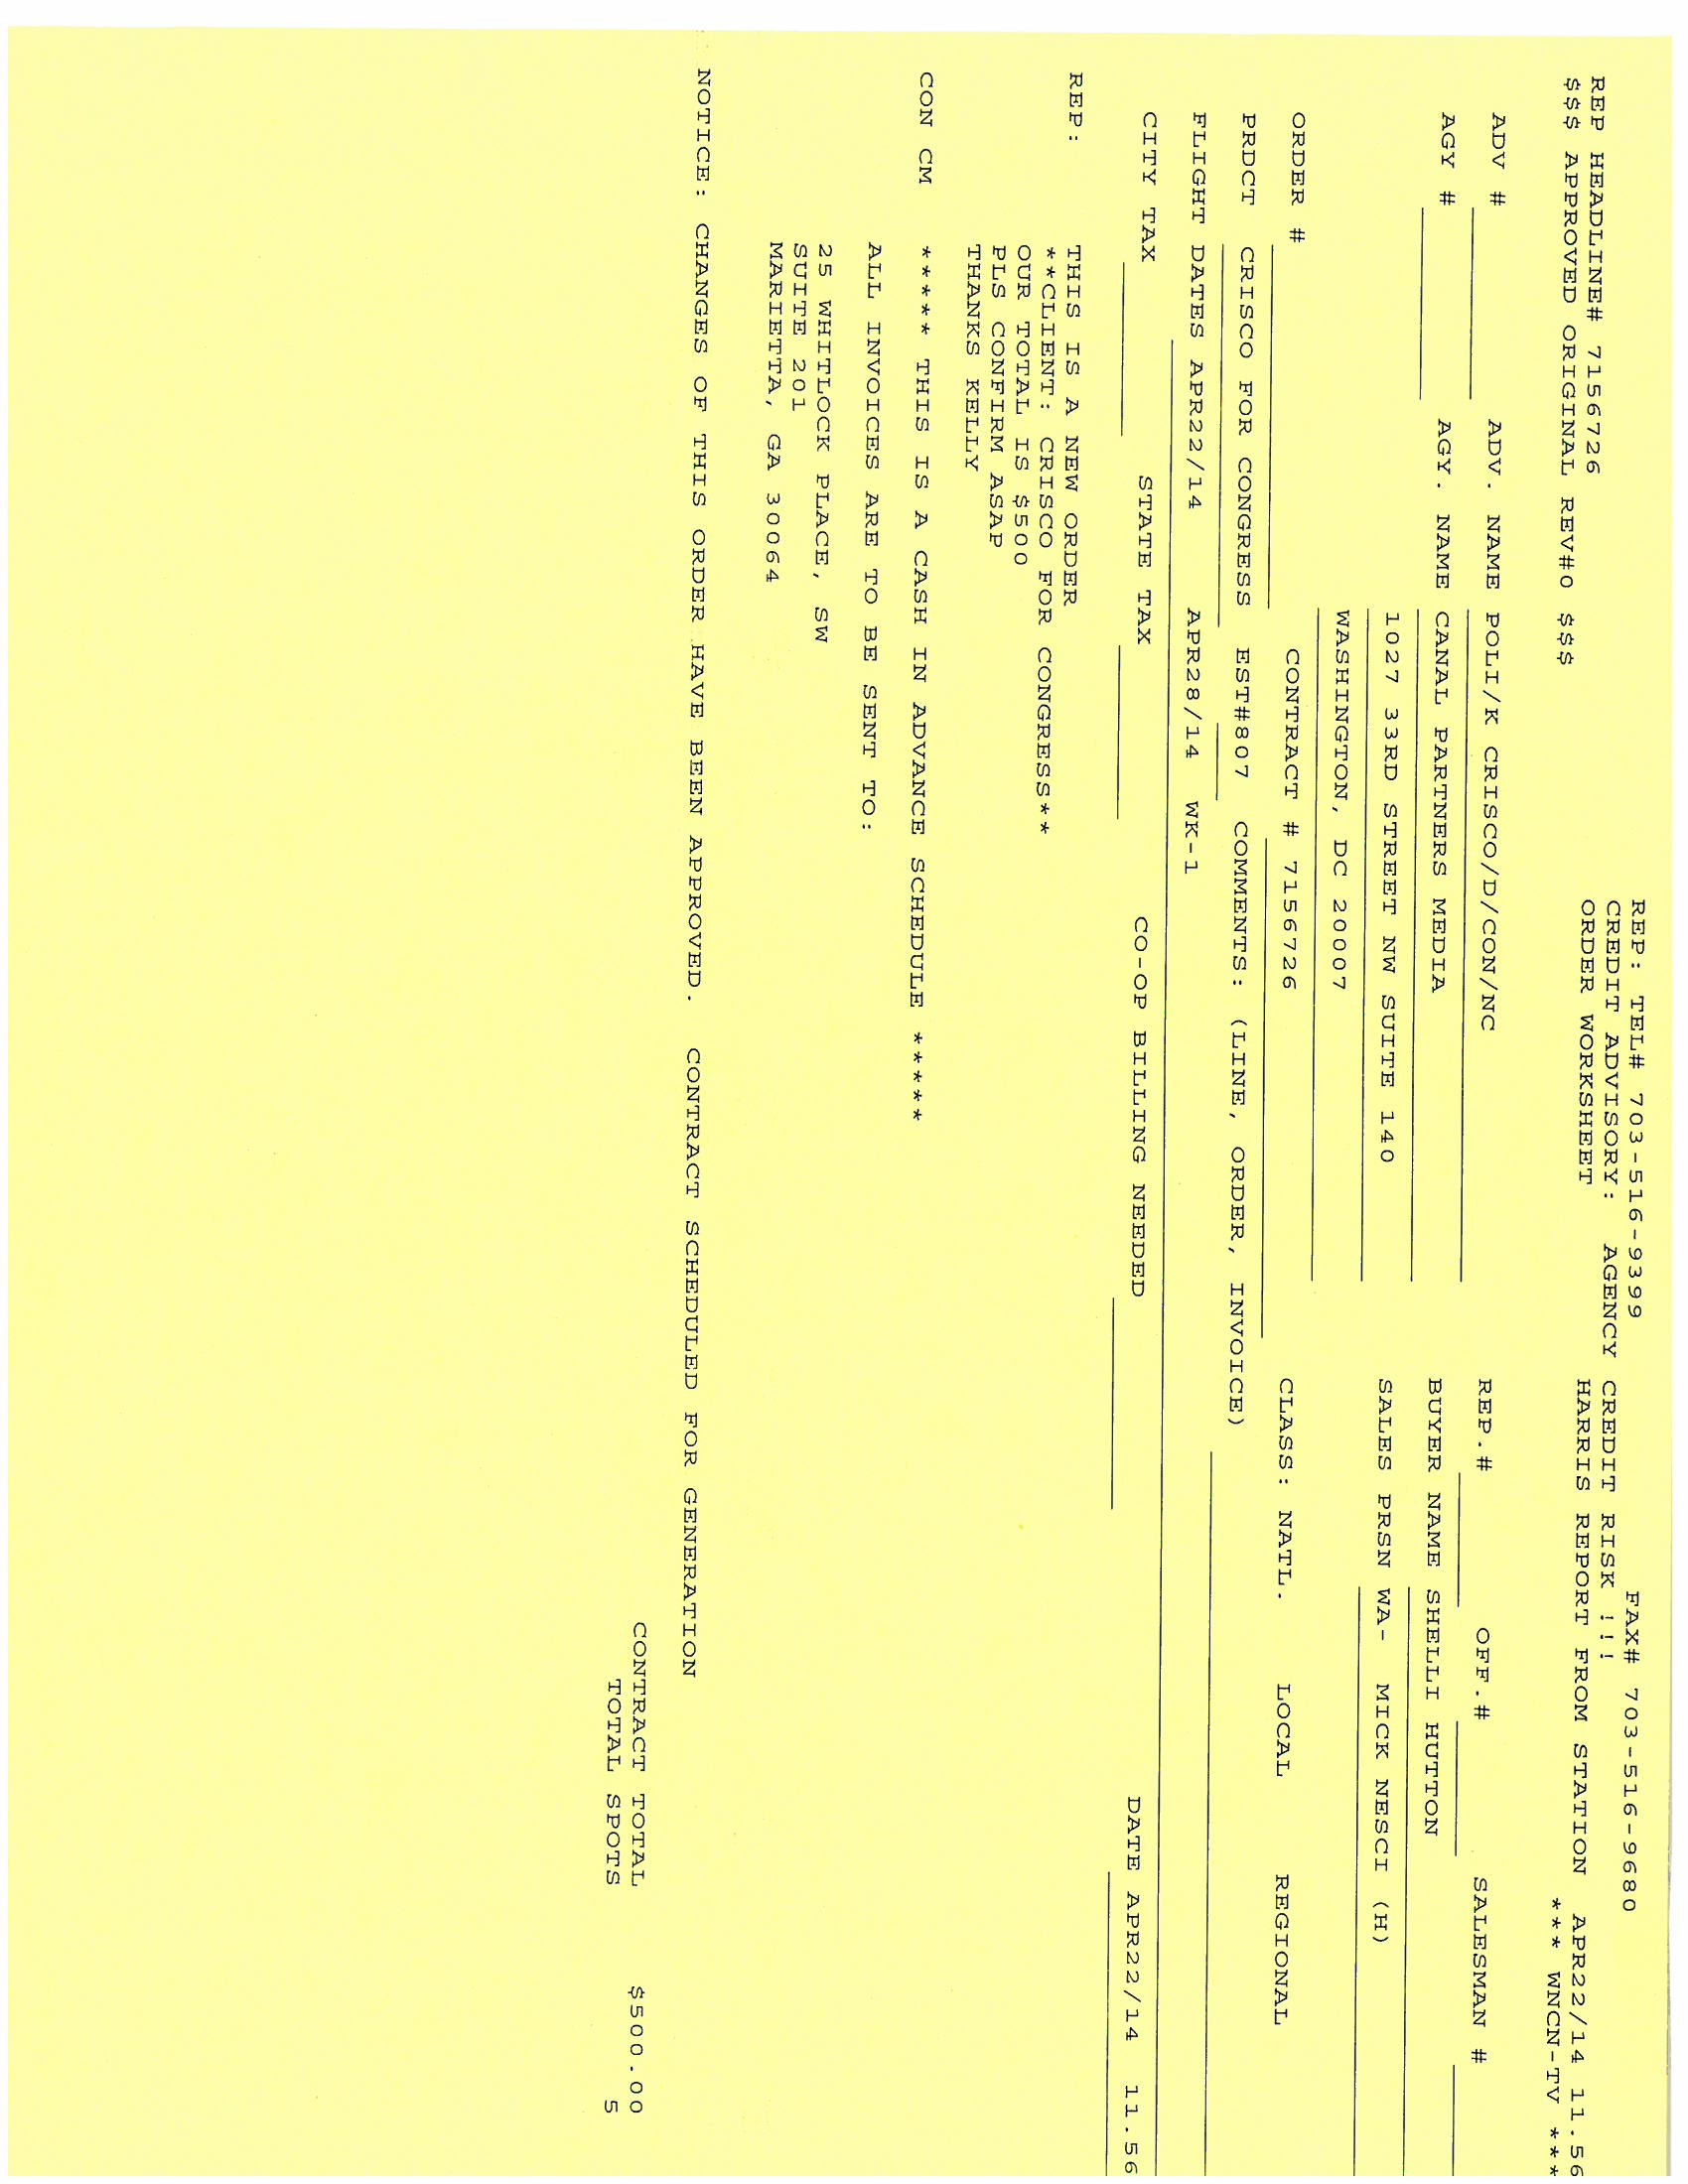 REP: TEL# 703-516-9399 FAX# 703-516-9680
CREDIT ADVISORY: AGENCY CREDIT RISK !!!
REP HEADLINE# 7156726 ORDER WORKSHEET HARRIS REPORT FROM STATION APR22/14 11.56
$$$ APPROVED ORIGINAL REV#0 $$$ *** WNCN-TV ***
ADV # ADV. NAME POLI/K CRISCO/D/CON/NC REP.# OFF.# SALESMAN #
AGY # AGY. NAME CANAL PARTNERS MEDIA BUYER NAME SHELLI HUTTON
1027 33RD STREET NW SUITE 140 SALES PRSN WA- MICK NESCI (H)
WASHINGTON, DC 20007
ORDER # CONTRACT # 7156726 CLASS: NATL. LOCAL REGIONAL
PRDCT CRISCO FOR CONGRESS EST#807 COMMENTS: (LINE, ORDER, INVOICE)
FLIGHT DATES APR22/14 APR28/14 WK-1
CITY TAX STATE TAX CO-OP BILLING NEEDED DATE APR22/14 11.56
REP: THIS IS A NEW ORDER
**CLIENT: CRISCO FOR CONGRESS**
OUR TOTAL IS $500
PLS CONFIRM ASAP
THANKS KELLY
CON CM ***** THIS IS A CASH IN ADVANCE SCHEDULE *****
ALL INVOICES ARE TO BE SENT TO:
25 WHITLOCK PLACE, SW
SUITE 201
MARIETTA, GA 30064
NOTICE: CHANGES OF THIS ORDER HAVE BEEN APPROVED. CONTRACT SCHEDULED FOR GENERATION
CONTRACT TOTAL $500.00
TOTAL SPOTS 5